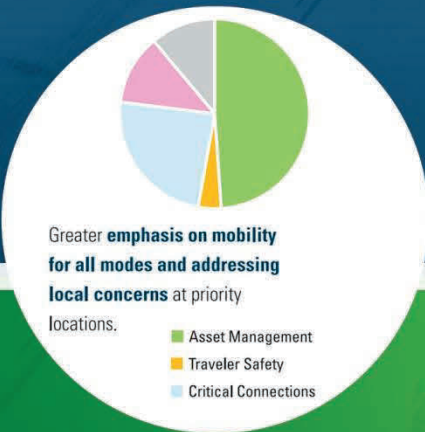 Greater emphasis on mobility
for all modes and addressing
local concerns at priority
locations.
Asset Management
Traveler Safety
Critical Connections